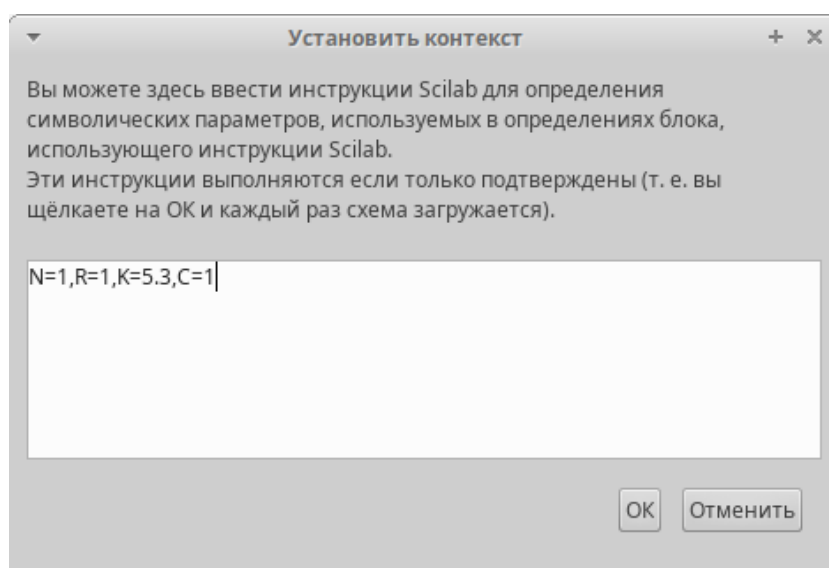 Установить контекст
Вы можете здесь ввести инструкции Scilab для определения
символических параметров, используемых в определениях блока,
использующего инструкции Scilab.
Эти инструкции выполняются если только подтверждены (т. е. вы
щёлкаете на ОК и каждый раз схема загружается).
N=1,R=1,K=5.3,C=1
ОК Отменить